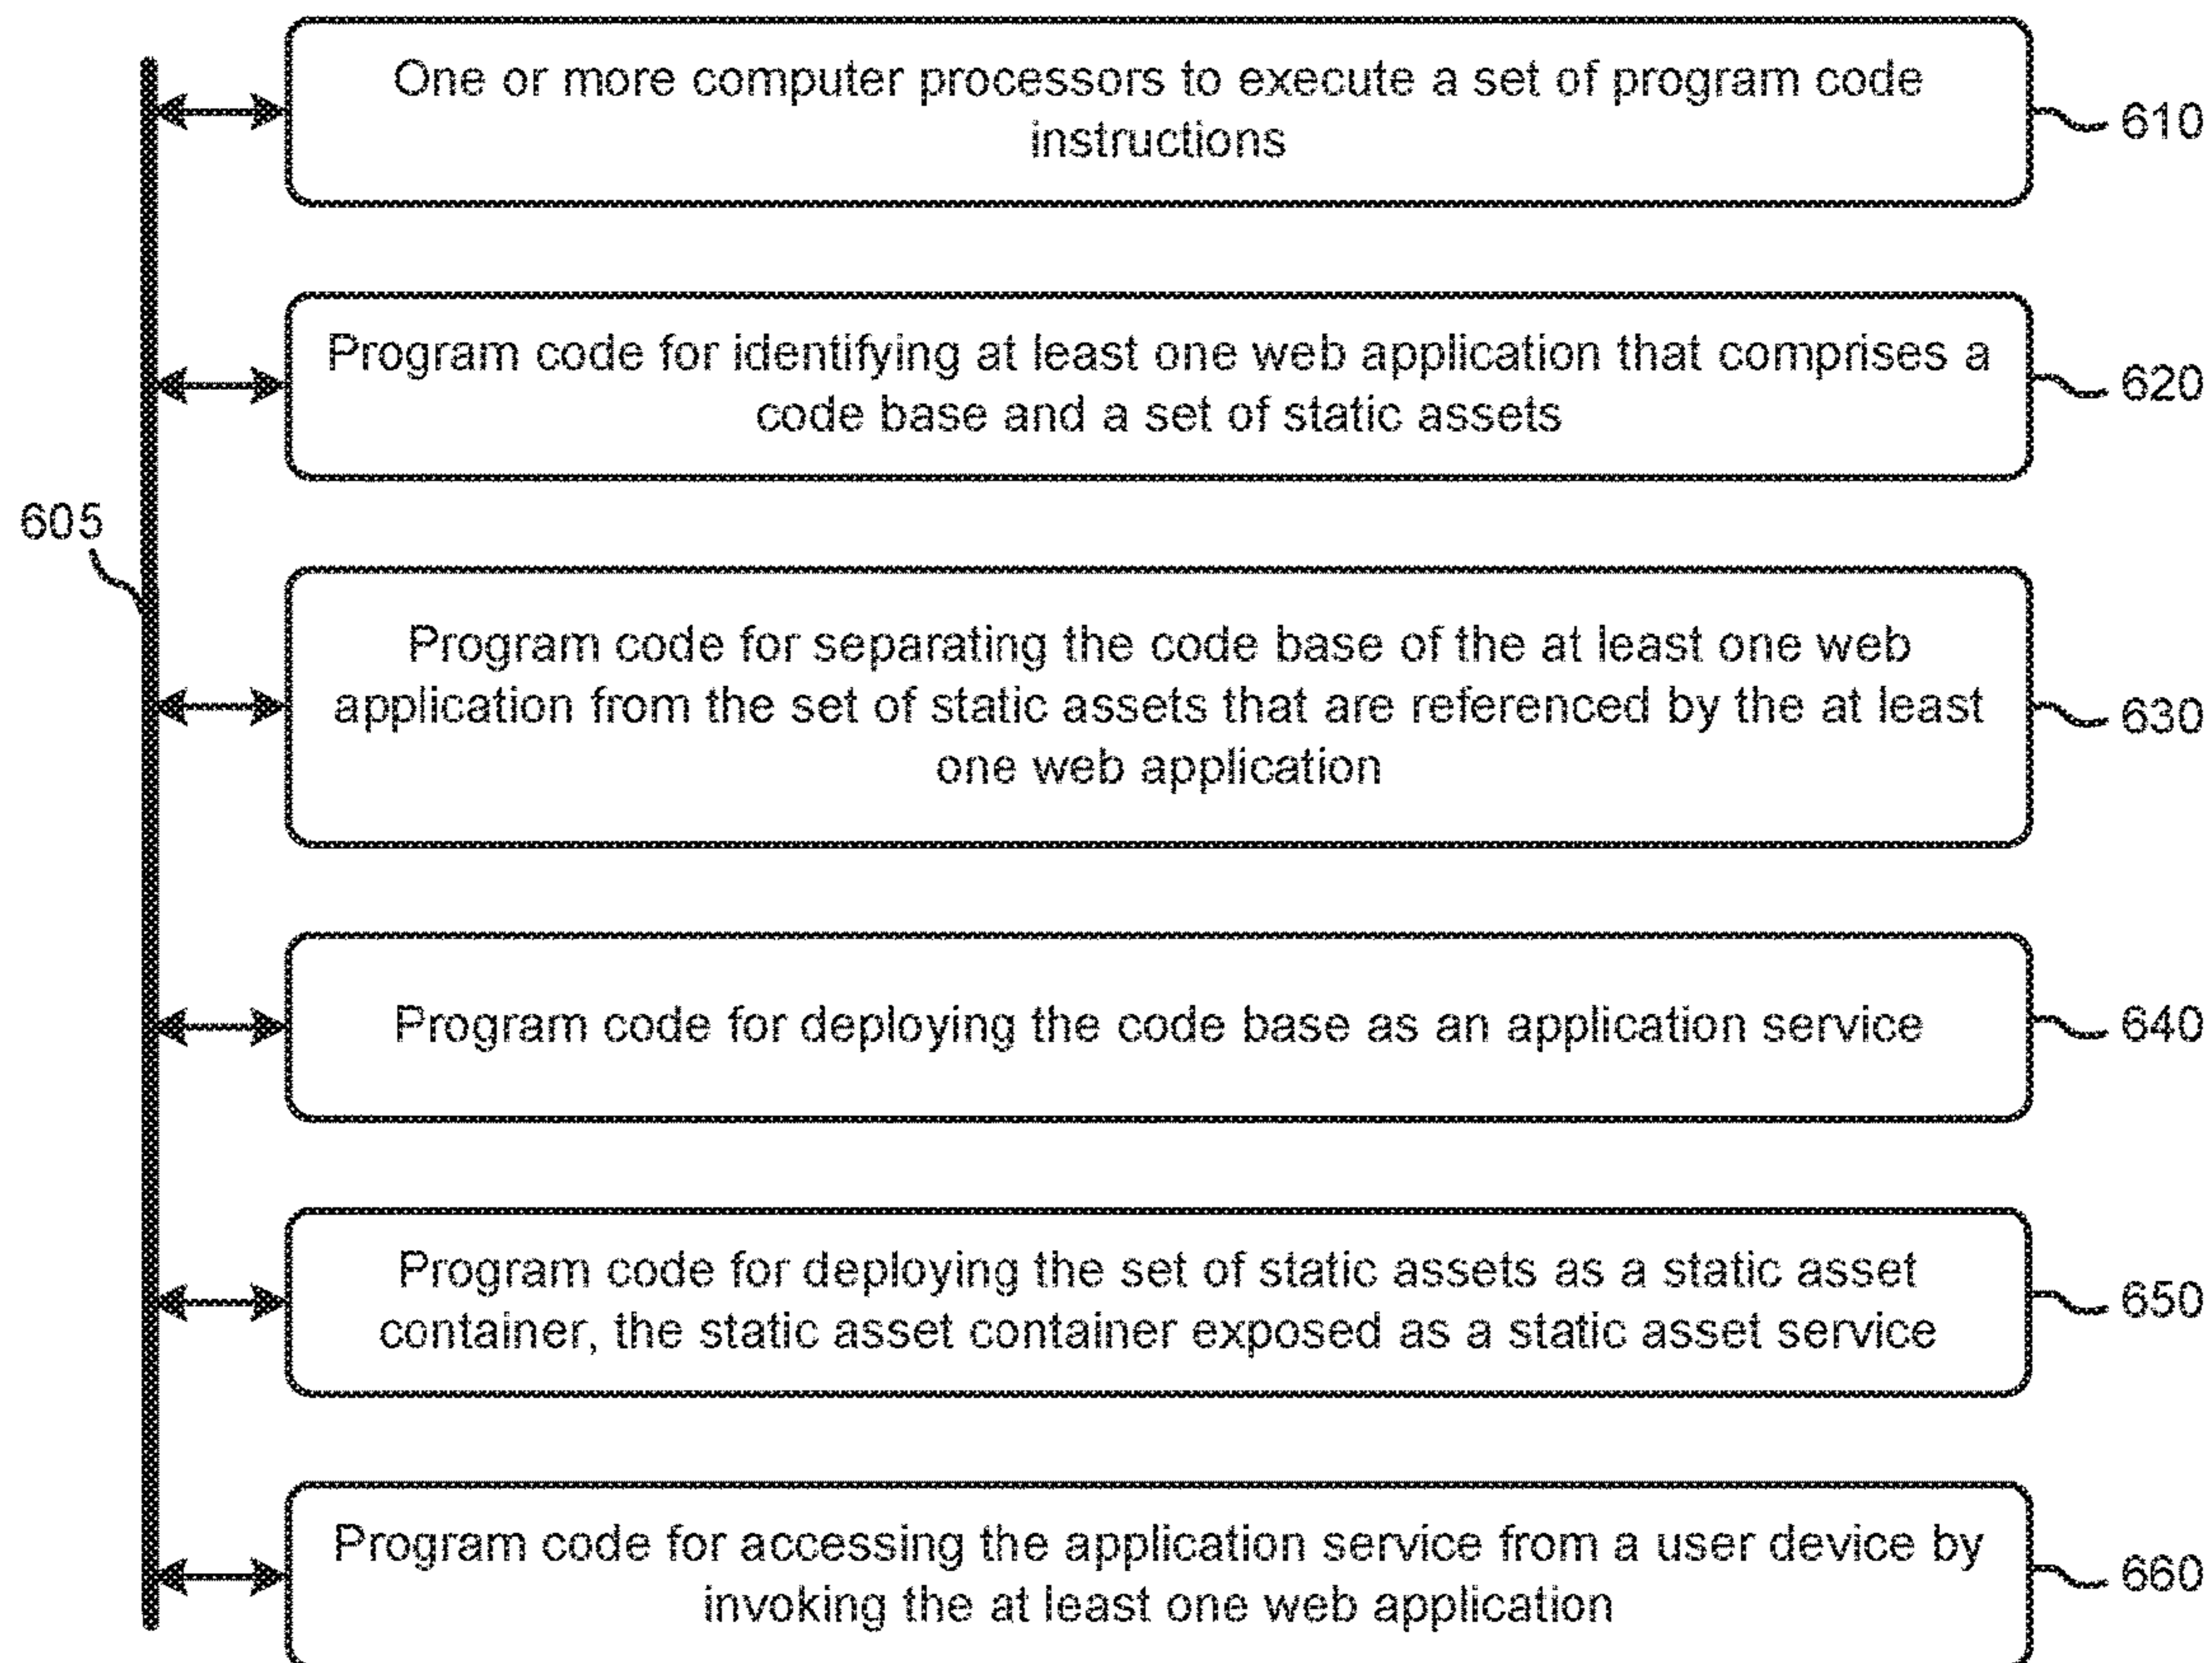 One or more computer processors to execute a set of program code
instructions
610
Program code for identifying at least one web application that comprises a
code base and a set of static assets
620
605
Program code for separating the code base of the at least one web
application from the set of static assets that are referenced by the at least
one web application
630
Program code for deploying the code base as an application service
640
Program code for deploying the set of static assets as a static asset
container, the static asset container exposed as a static asset service
650
Program code for accessing the application service from a user device by
invoking the at least one web application
660